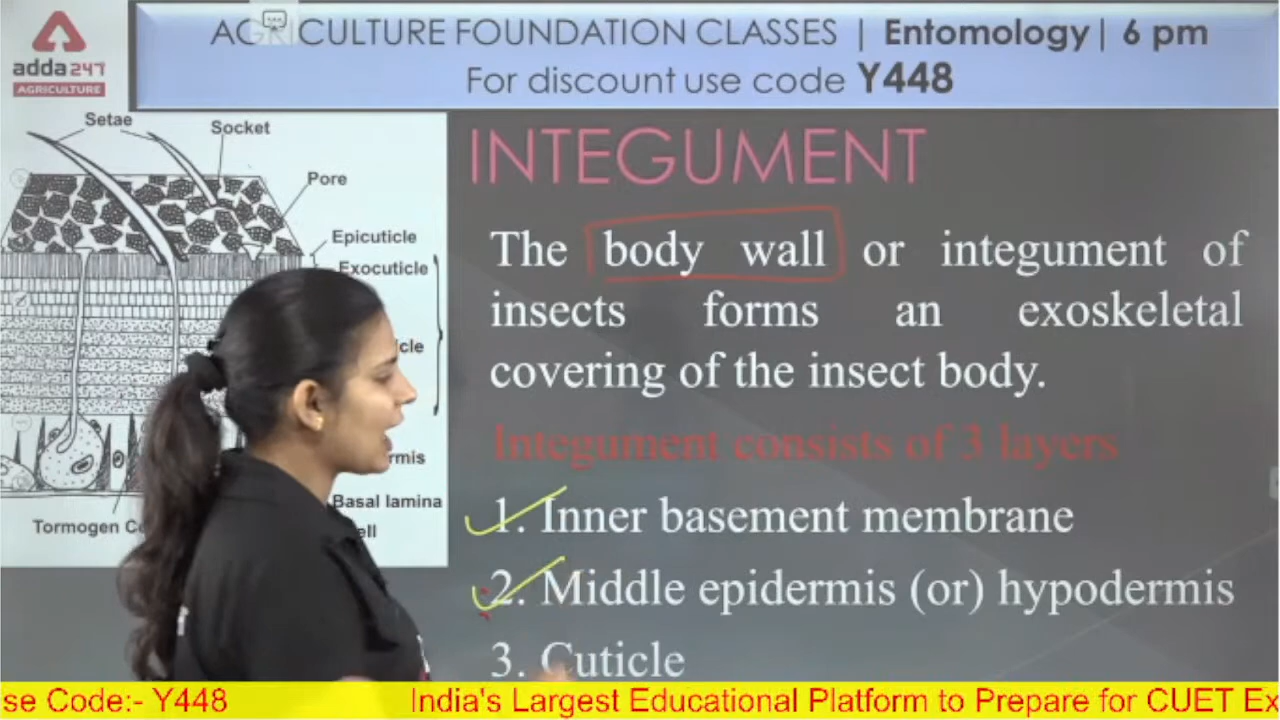 AGRICULTURE FOUNDATION CLASSES | Entomology | 6 pm
For discount use code Y448
adda247
AGRICULTURE
Setae
Socket
Pore
Epicuticle
Exocuticle
Basal lamina
Tormogen
INTEGUMENT
The body wall or integument of
insects forms an exoskeletal
covering of the insect body.
Integument consists of 3 layers
1. Inner basement membrane
2. Middle epidermis (or) hypodermis
3. Cuticle
se Code:- Y448 India's Largest Educational Platform to Prepare for CUET Ex